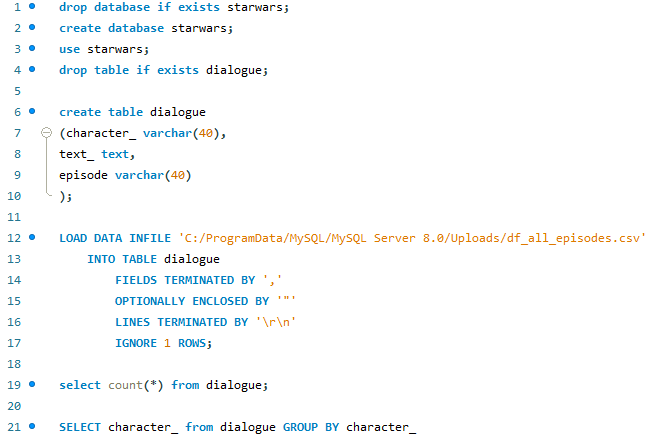 1 drop database if exists starwars;
2 create database starwars;
3 use starwars;
4 drop table if exists dialogue;
5
6 create table dialogue
7 (character_ varchar(40),
8 text_ text,
9 episode varchar(40)
10 );
11
12 LOAD DATA INFILE 'C:/ProgramData/MySQL/MySQL Server 8.0/Uploads/df_all_episodes.csv'
13 INTO TABLE dialogue
14 FIELDS TERMINATED BY ','
15 OPTIONALLY ENCLOSED BY '"'
16 LINES TERMINATED BY '\r\n'
17 IGNORE 1 ROWS;
18
19 select count(*) from dialogue;
20
21 SELECT character_ from dialogue GROUP BY character_